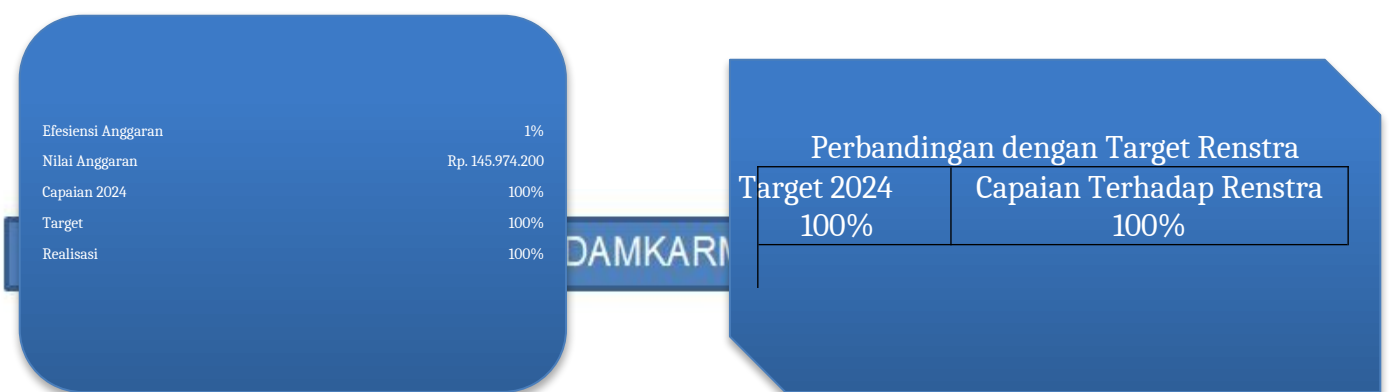 Efesiensi Anggaran 1%
Nilai Anggaran Rp. 145.974.200
Capaian 2024 100%
Target 100%
Realisasi 100%
DAMKARM
Perbandingan dengan Target Renstra
Target 2024 Capaian Terhadap Renstra
100% 100%